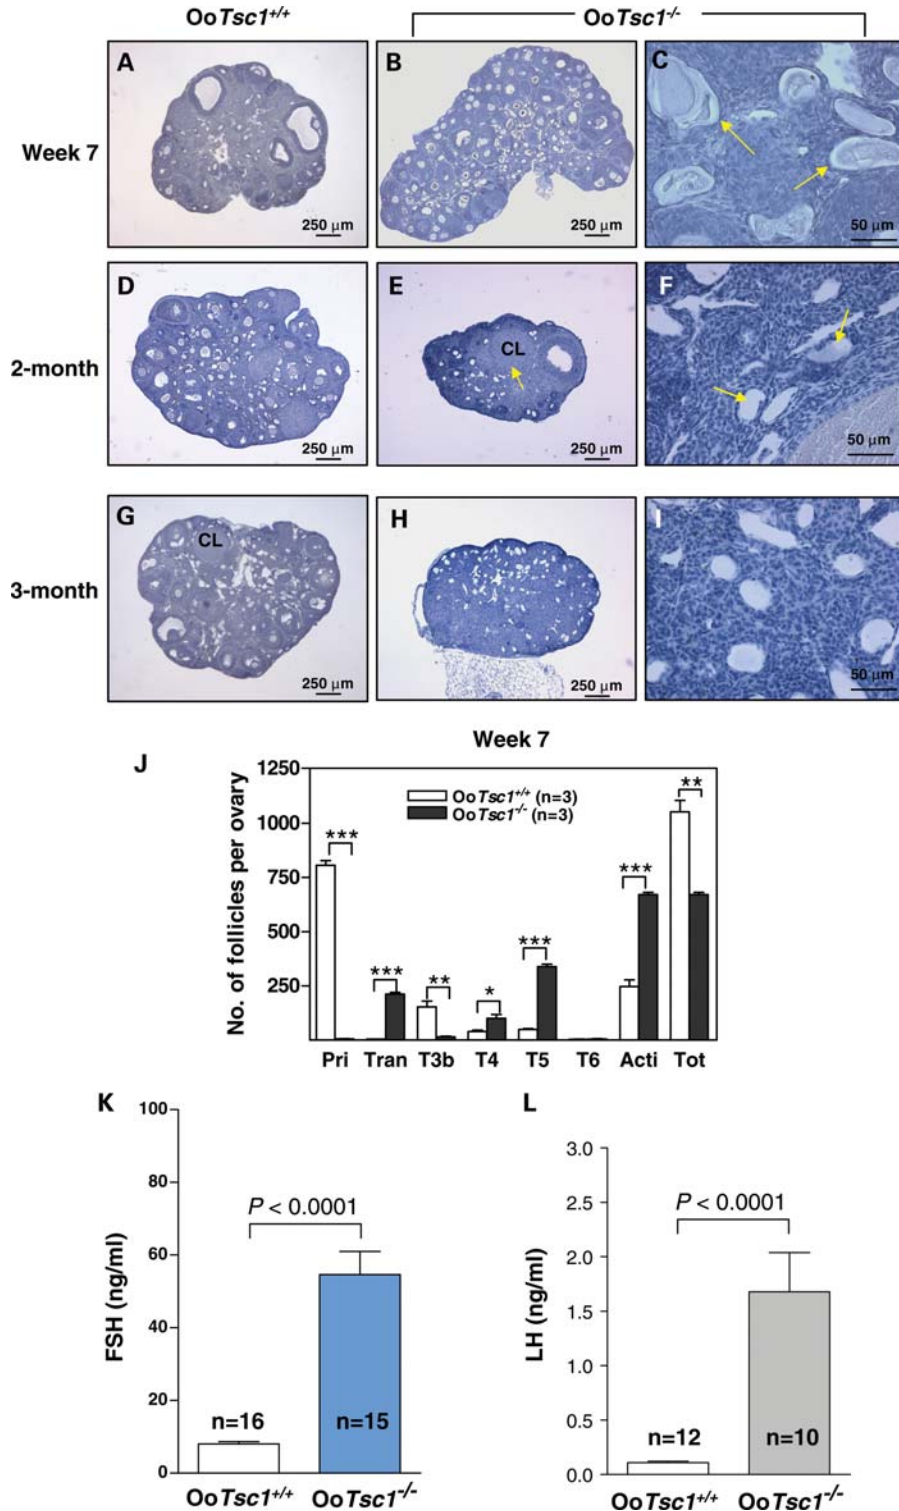 OoTsc1+/+ OoTsc1-/-
A B C
Week 7
250 µm 250 µm 50 µm
D E F
CL
2-month
250 µm 250 µm 50 µm
G H I
CL
3-month
250 µm 250 µm 50 µm
Week 7
J
No. of follicles per ovary
1250
1000
750
500
250
OoTsc1+/+ (n=3)
OoTsc1-/- (n=3)
*** *** ** * *** *** **
Pri Tran T3b T4 T5 T6 Acti Tot
K
FSH (ng/ml)
100
80
60
40
20
0
P < 0.0001
n=16 n=15
OoTsc1+/+ OoTsc1-/-
L
LH (ng/ml)
3.0
2.5
2.0
1.5
1.0
0.5
0.0
P < 0.0001
n=12 n=10
OoTsc1+/+ OoTsc1-/-